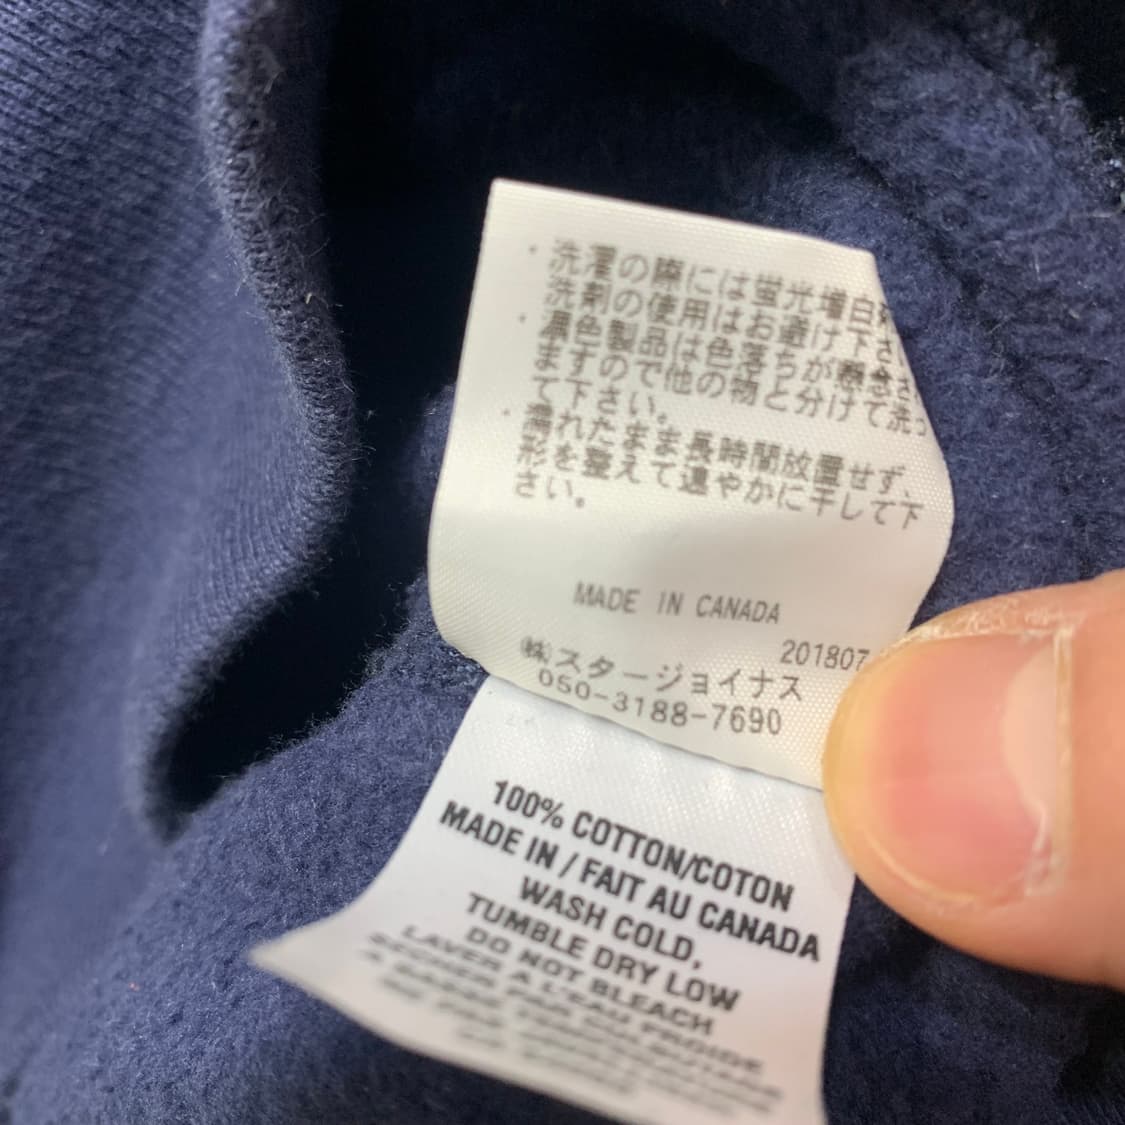 ・洗濯の際には蛍光増白剤
洗剤の使用はお避け下さ
・濃色製品は色落ちが懸念さ
ますので他の物と分けて洗っ
て下さい。
・濡れたまま長時間放置せず、
形を整えて速やかに干して下
さい。
MADE IN CANADA
201807
㈱スタージョイナス
050-3188-7690
100% COTTON/COTON
MADE IN / FAIT AU CANADA
WASH COLD,
TUMBLE DRY LOW
DO NOT BLEACH
LAVER A L'EAU FROIDE